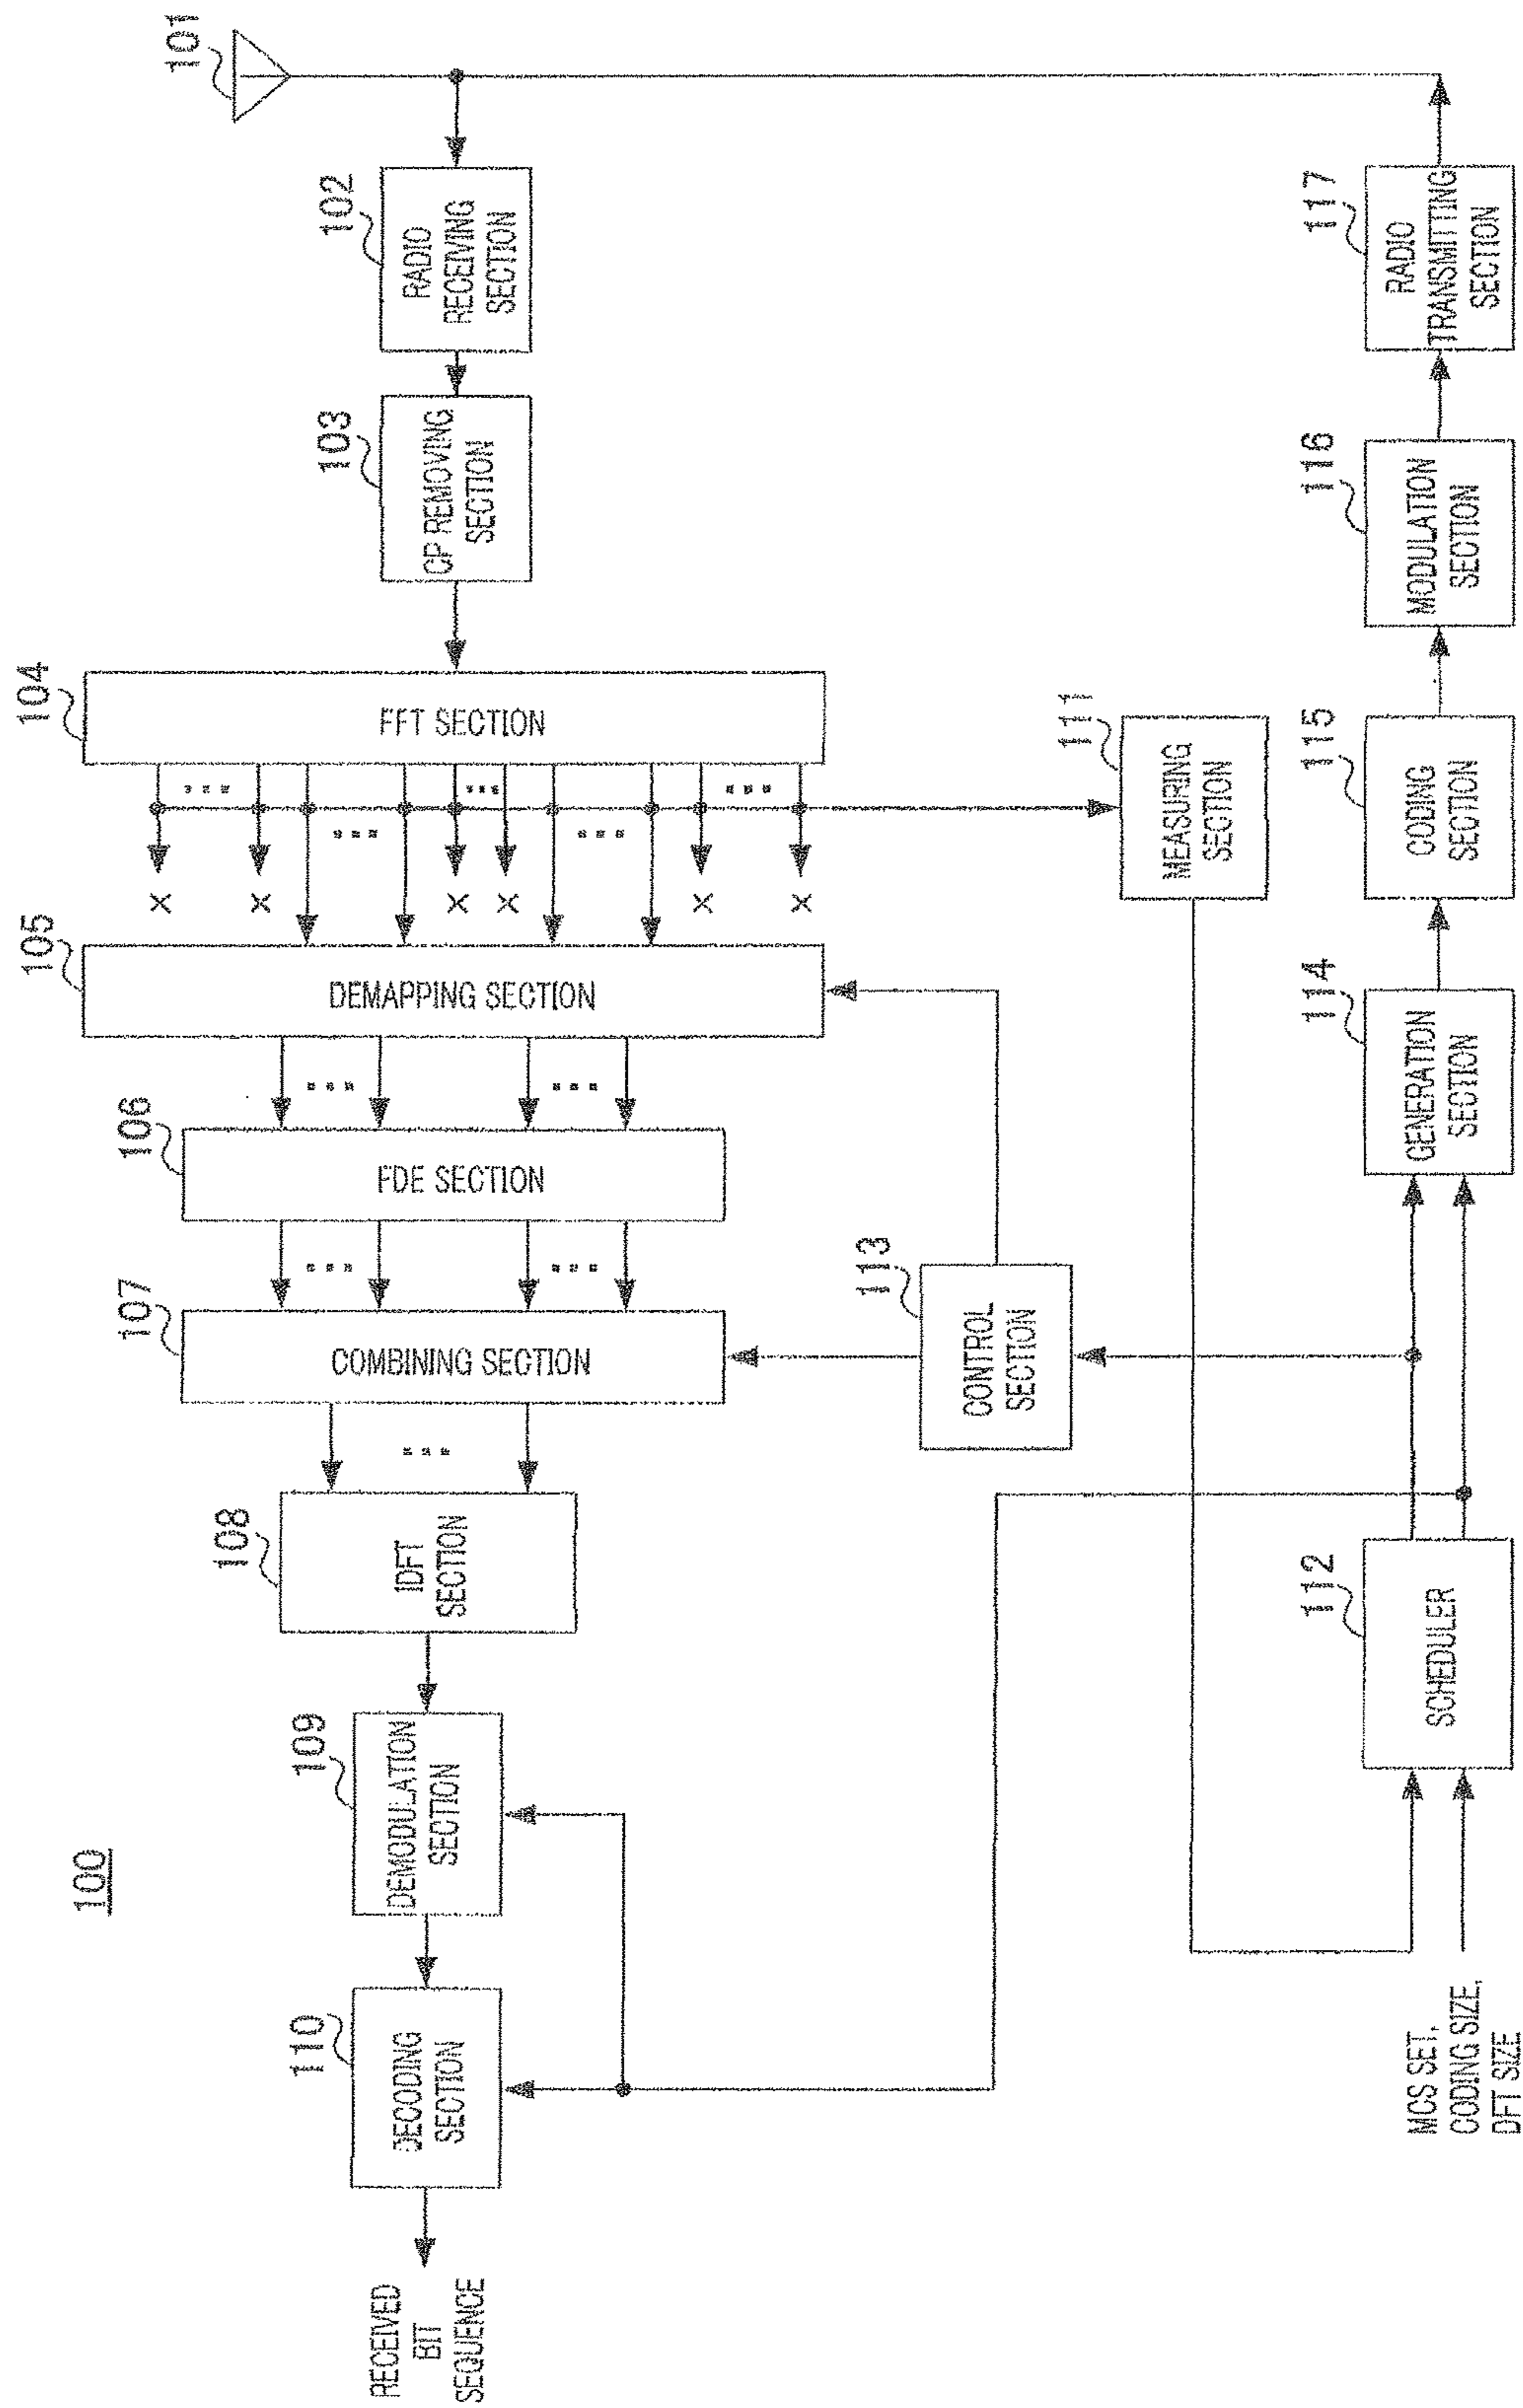 100
101
102
RADIO
RECEIVING
SECTION
103
CP REMOVING
SECTION
104
FFT SECTION
x x x x x x
105
DEMAPPING SECTION
106
FDE SECTION
107
COMBINING SECTION
108
IDFT
SECTION
109
DEMODULATION
SECTION
110
DECODING
SECTION
RECEIVED
BIT
SEQUENCE
111
MEASURING
SECTION
113
CONTROL
SECTION
MCS SET,
CODING SIZE,
DFT SIZE
112
SCHEDULER
114
GENERATION
SECTION
115
CODING
SECTION
116
MODULATION
SECTION
117
RADIO
TRANSMITTING
SECTION